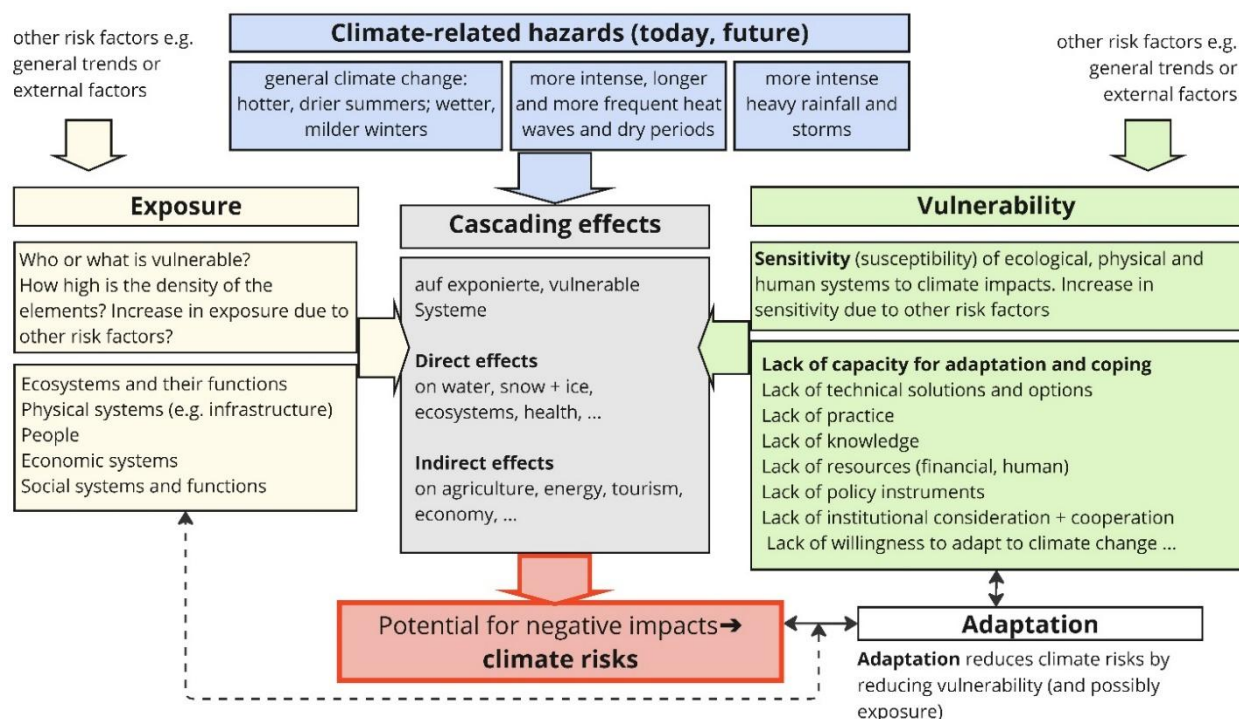 Climate-related hazards (today, future)
other risk factors e.g.
general trends or
external factors
general climate change:
hotter, drier summers; wetter,
milder winters
more intense, longer
and more frequent heat
waves and dry periods
more intense
heavy rainfall and
storms
other risk factors e.g.
general trends or
external factors
Exposure
Who or what is vulnerable?
How high is the density of the
elements? Increase in exposure due to
other risk factors?
Ecosystems and their functions
Physical systems (e.g. infrastructure)
People
Economic systems
Social systems and functions
Cascading effects
auf exponierte, vulnerable
Systeme
Direct effects
on water, snow + ice,
ecosystems, health, ...
Indirect effects
on agriculture, energy, tourism,
economy, ...
Vulnerability
Sensitivity (susceptibility) of ecological, physical and
human systems to climate impacts. Increase in
sensitivity due to other risk factors
Lack of capacity for adaptation and coping
Lack of technical solutions and options
Lack of practice
Lack of knowledge
Lack of resources (financial, human)
Lack of policy instruments
Lack of institutional consideration + cooperation
Lack of willingness to adapt to climate change ...
Potential for negative impacts➔
climate risks
Adaptation
Adaptation reduces climate risks by
reducing vulnerability (and possibly
exposure)